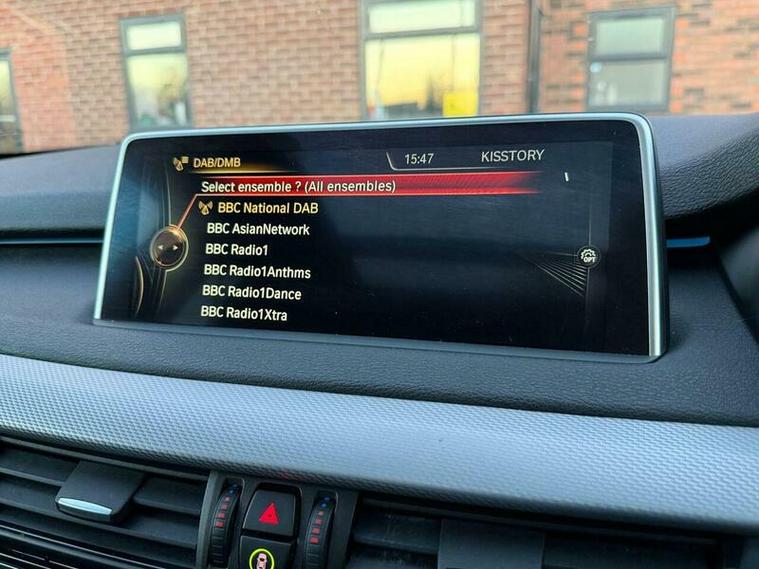 DAB/DMB
15:47
KISSTORY
Select ensemble ? (All ensembles)
BBC National DAB
BBC AsianNetwork
BBC Radio1
BBC Radio1Anthms
BBC Radio1Dance
BBC Radio1Xtra
OPT